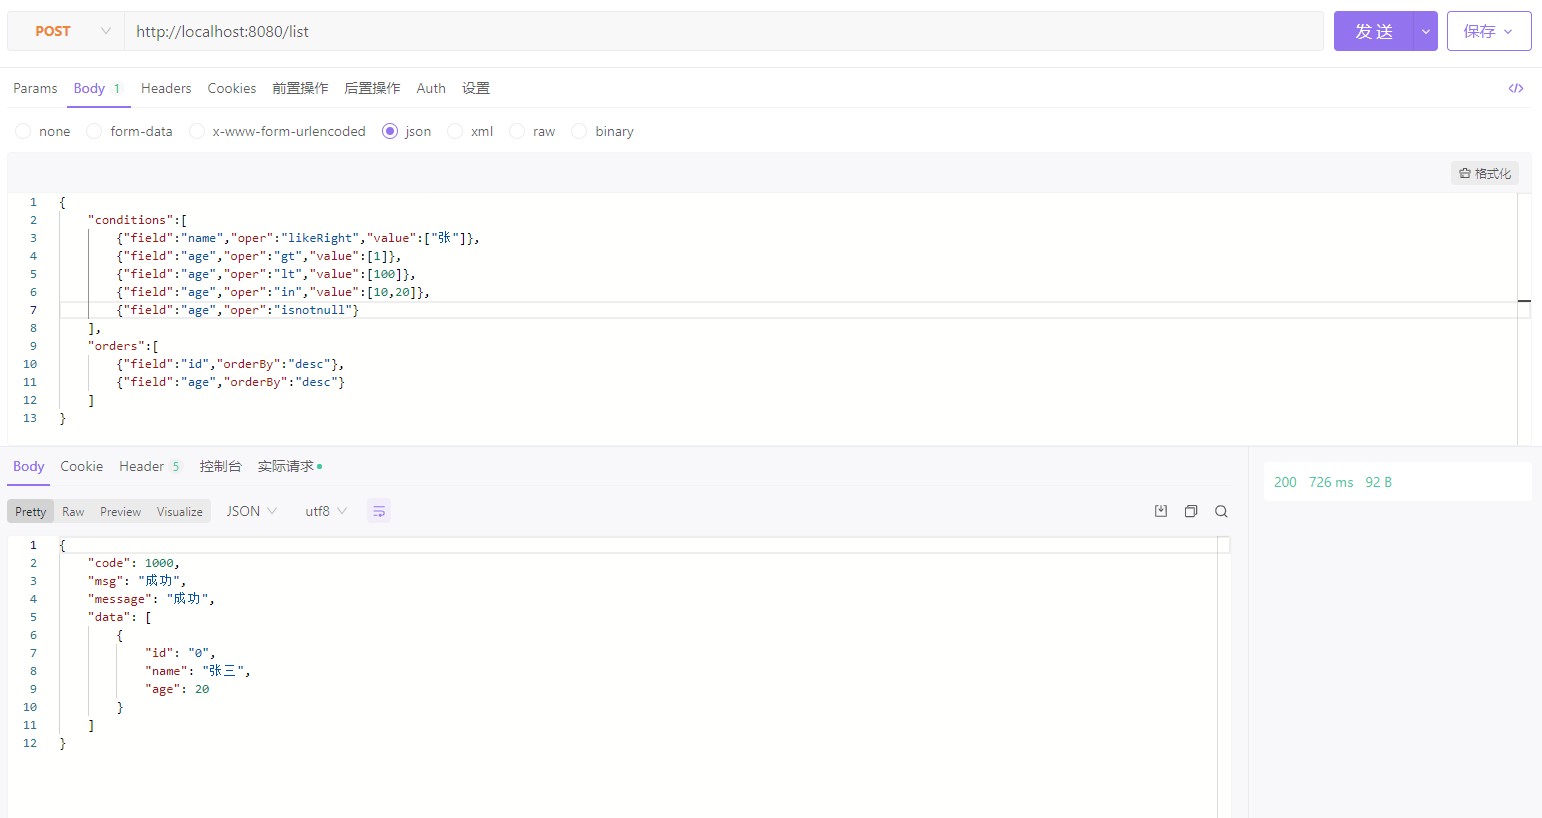 POST http://localhost:8080/list 发 送 保存
Params Body 1 Headers Cookies 前置操作 后置操作 Auth 设置 </>
none form-data x-www-form-urlencoded json xml raw binary
格式化
1 {
2 "conditions":[
3 {"field":"name","oper":"likeRight","value":["张"]},
4 {"field":"age","oper":"gt","value":[1]},
5 {"field":"age","oper":"lt","value":[100]},
6 {"field":"age","oper":"in","value":[10,20]},
7 {"field":"age","oper":"isnotnull"}
8 ],
9 "orders":[
10 {"field":"id","orderBy":"desc"},
11 {"field":"age","orderBy":"desc"}
12 ]
13 }
Body Cookie Header 5 控制台 实际请求
200 726 ms 92 B
Pretty Raw Preview Visualize JSON utf8
1 {
2 "code": 1000,
3 "msg": "成功",
4 "message": "成功",
5 "data": [
6 {
7 "id": "0",
8 "name": "张三",
9 "age": 20
10 }
11 ]
12 }